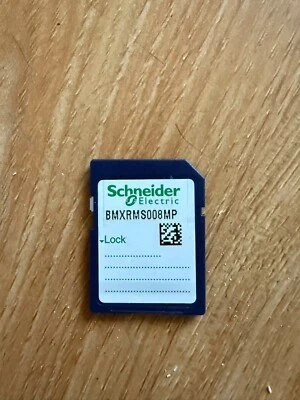 Schneider
Electric
BMXRMS008MP
Lock